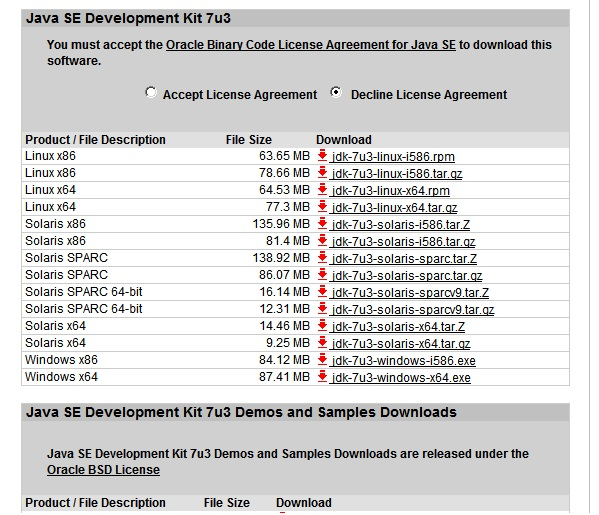 Java SE Development Kit 7u3
You must accept the Oracle Binary Code License Agreement for Java SE to download this
software.
Accept License Agreement Decline License Agreement
Product / File Description File Size Download
Linux x86 63.65 MB jdk-7u3-linux-i586.rpm
Linux x86 78.66 MB jdk-7u3-linux-i586.tar.gz
Linux x64 64.53 MB jdk-7u3-linux-x64.rpm
Linux x64 77.3 MB jdk-7u3-linux-x64.tar.gz
Solaris x86 135.96 MB jdk-7u3-solaris-i586.tar.Z
Solaris x86 81.4 MB jdk-7u3-solaris-i586.tar.gz
Solaris SPARC 138.92 MB jdk-7u3-solaris-sparc.tar.Z
Solaris SPARC 86.07 MB jdk-7u3-solaris-sparc.tar.gz
Solaris SPARC 64-bit 16.14 MB jdk-7u3-solaris-sparcv9.tar.Z
Solaris SPARC 64-bit 12.31 MB jdk-7u3-solaris-sparcv9.tar.gz
Solaris x64 14.46 MB jdk-7u3-solaris-x64.tar.Z
Solaris x64 9.25 MB jdk-7u3-solaris-x64.tar.gz
Windows x86 84.12 MB jdk-7u3-windows-i586.exe
Windows x64 87.41 MB jdk-7u3-windows-x64.exe
Java SE Development Kit 7u3 Demos and Samples Downloads
Java SE Development Kit 7u3 Demos and Samples Downloads are released under the
Oracle BSD License
Product / File Description File Size Download